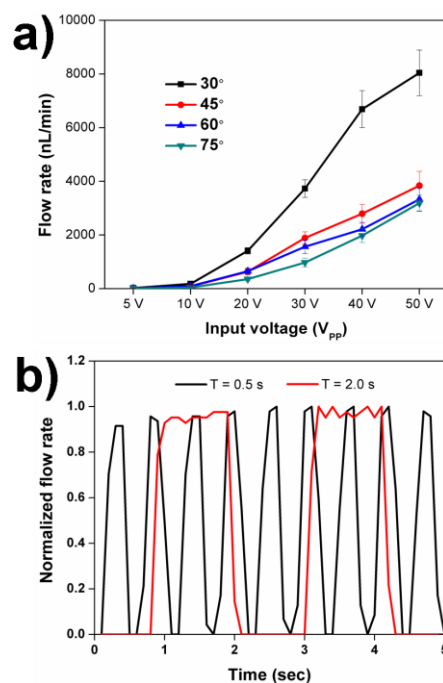 a)
Flow rate (nL/min)
10000
8000
6000
4000
2000
0
30°
45°
60°
75°
5 V 10 V 20 V 30 V 40 V 50 V
Input voltage (VPP)
b)
Normalized flow rate
1.2
1.0
0.8
0.6
0.4
0.2
0.0
T = 0.5 s T = 2.0 s
0 1 2 3 4 5
Time (sec)